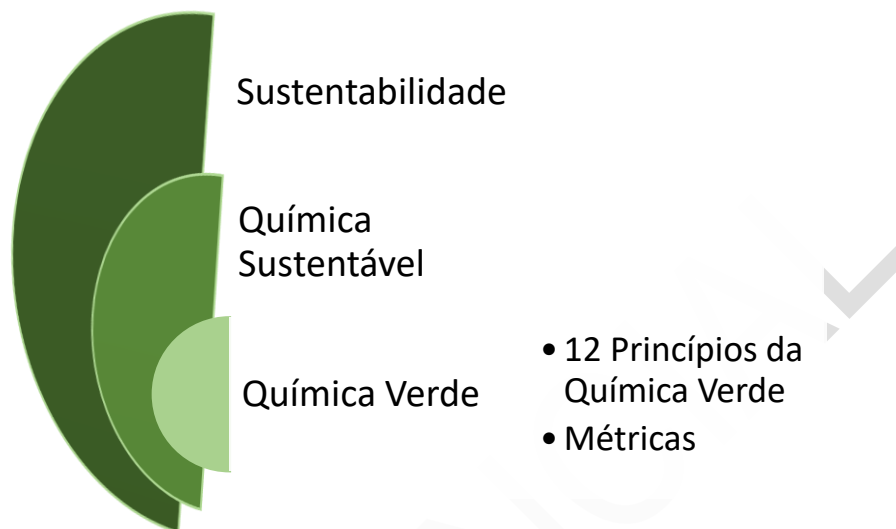 Sustentabilidade
Química
Sustentável
Química Verde
• 12 Princípios da
Química Verde
• Métricas